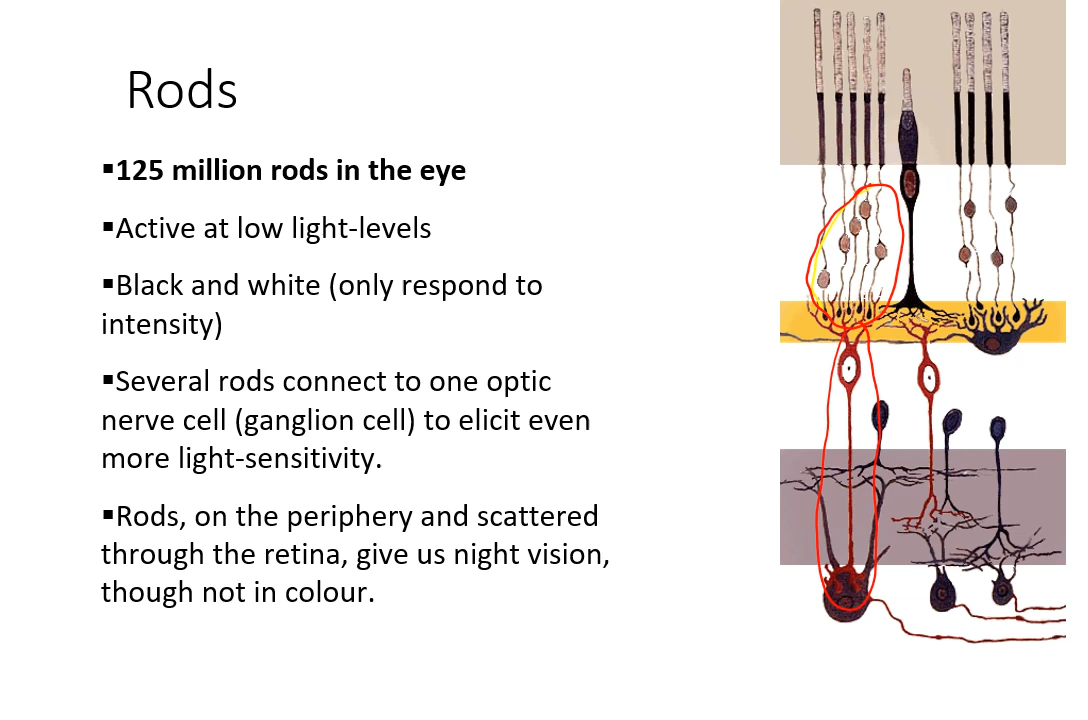 Rods
▪125 million rods in the eye
▪Active at low light-levels
▪Black and white (only respond to
intensity)
▪Several rods connect to one optic
nerve cell (ganglion cell) to elicit even
more light-sensitivity.
▪Rods, on the periphery and scattered
through the retina, give us night vision,
though not in colour.